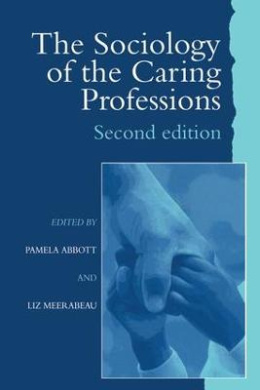 The Sociology
of the Caring
Professions
Second edition
EDITED BY
PAMELA ABBOTT
AND
LIZ MEERABEAU